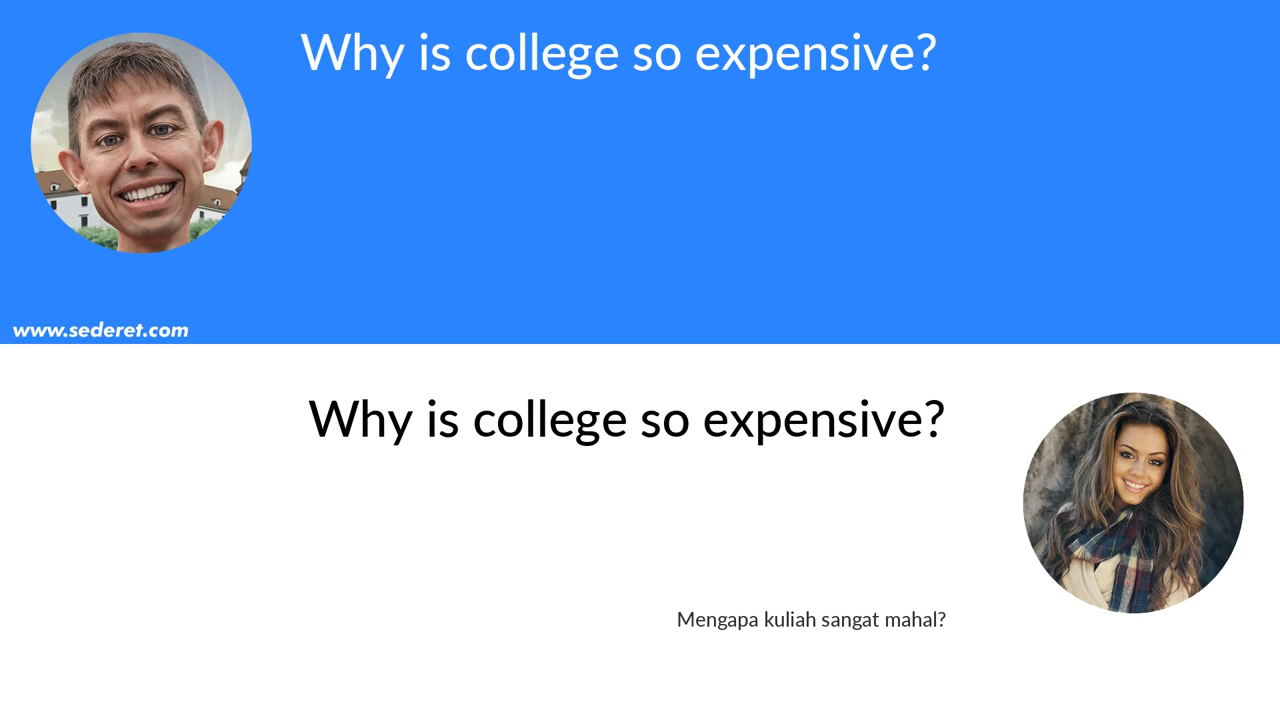 Why is college so expensive?
www.sederet.com
Why is college so expensive?
Mengapa kuliah sangat mahal?